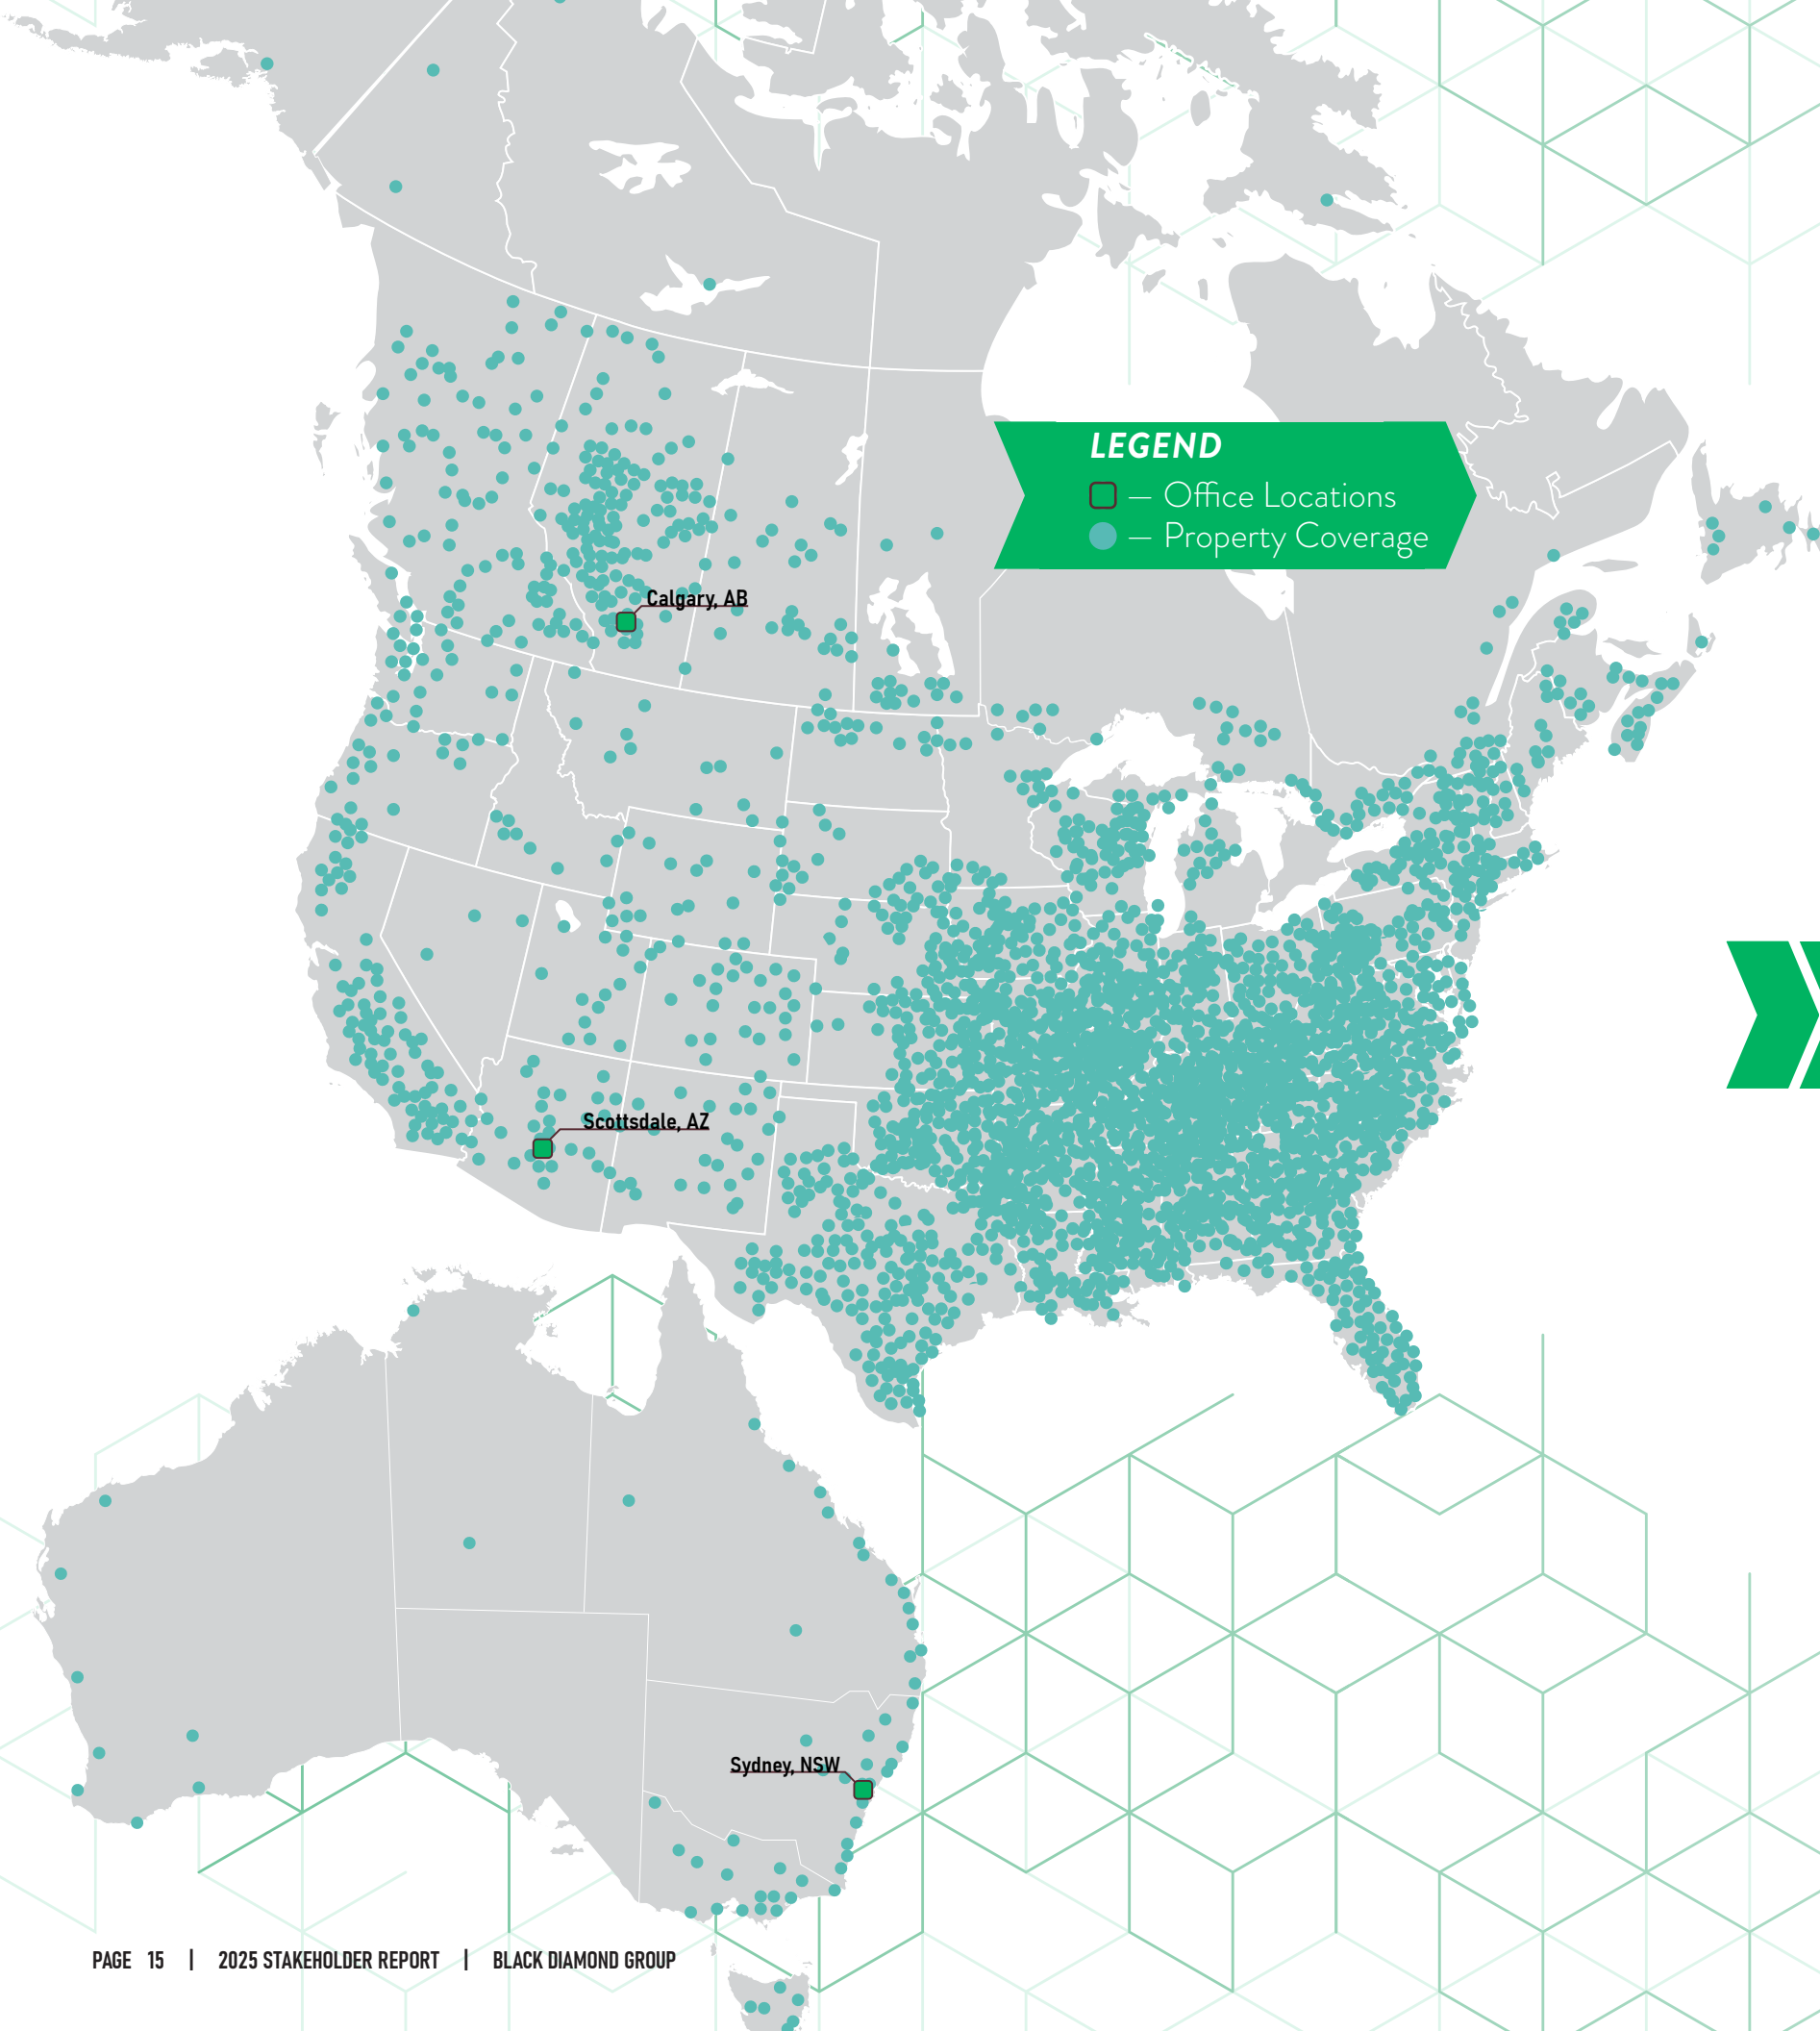 LEGEND
— Office Locations
— Property Coverage
Calgary, AB
Scottsdale, AZ
Sydney, NSW
PAGE 15 | 2025 STAKEHOLDER REPORT | BLACK DIAMOND GROUP